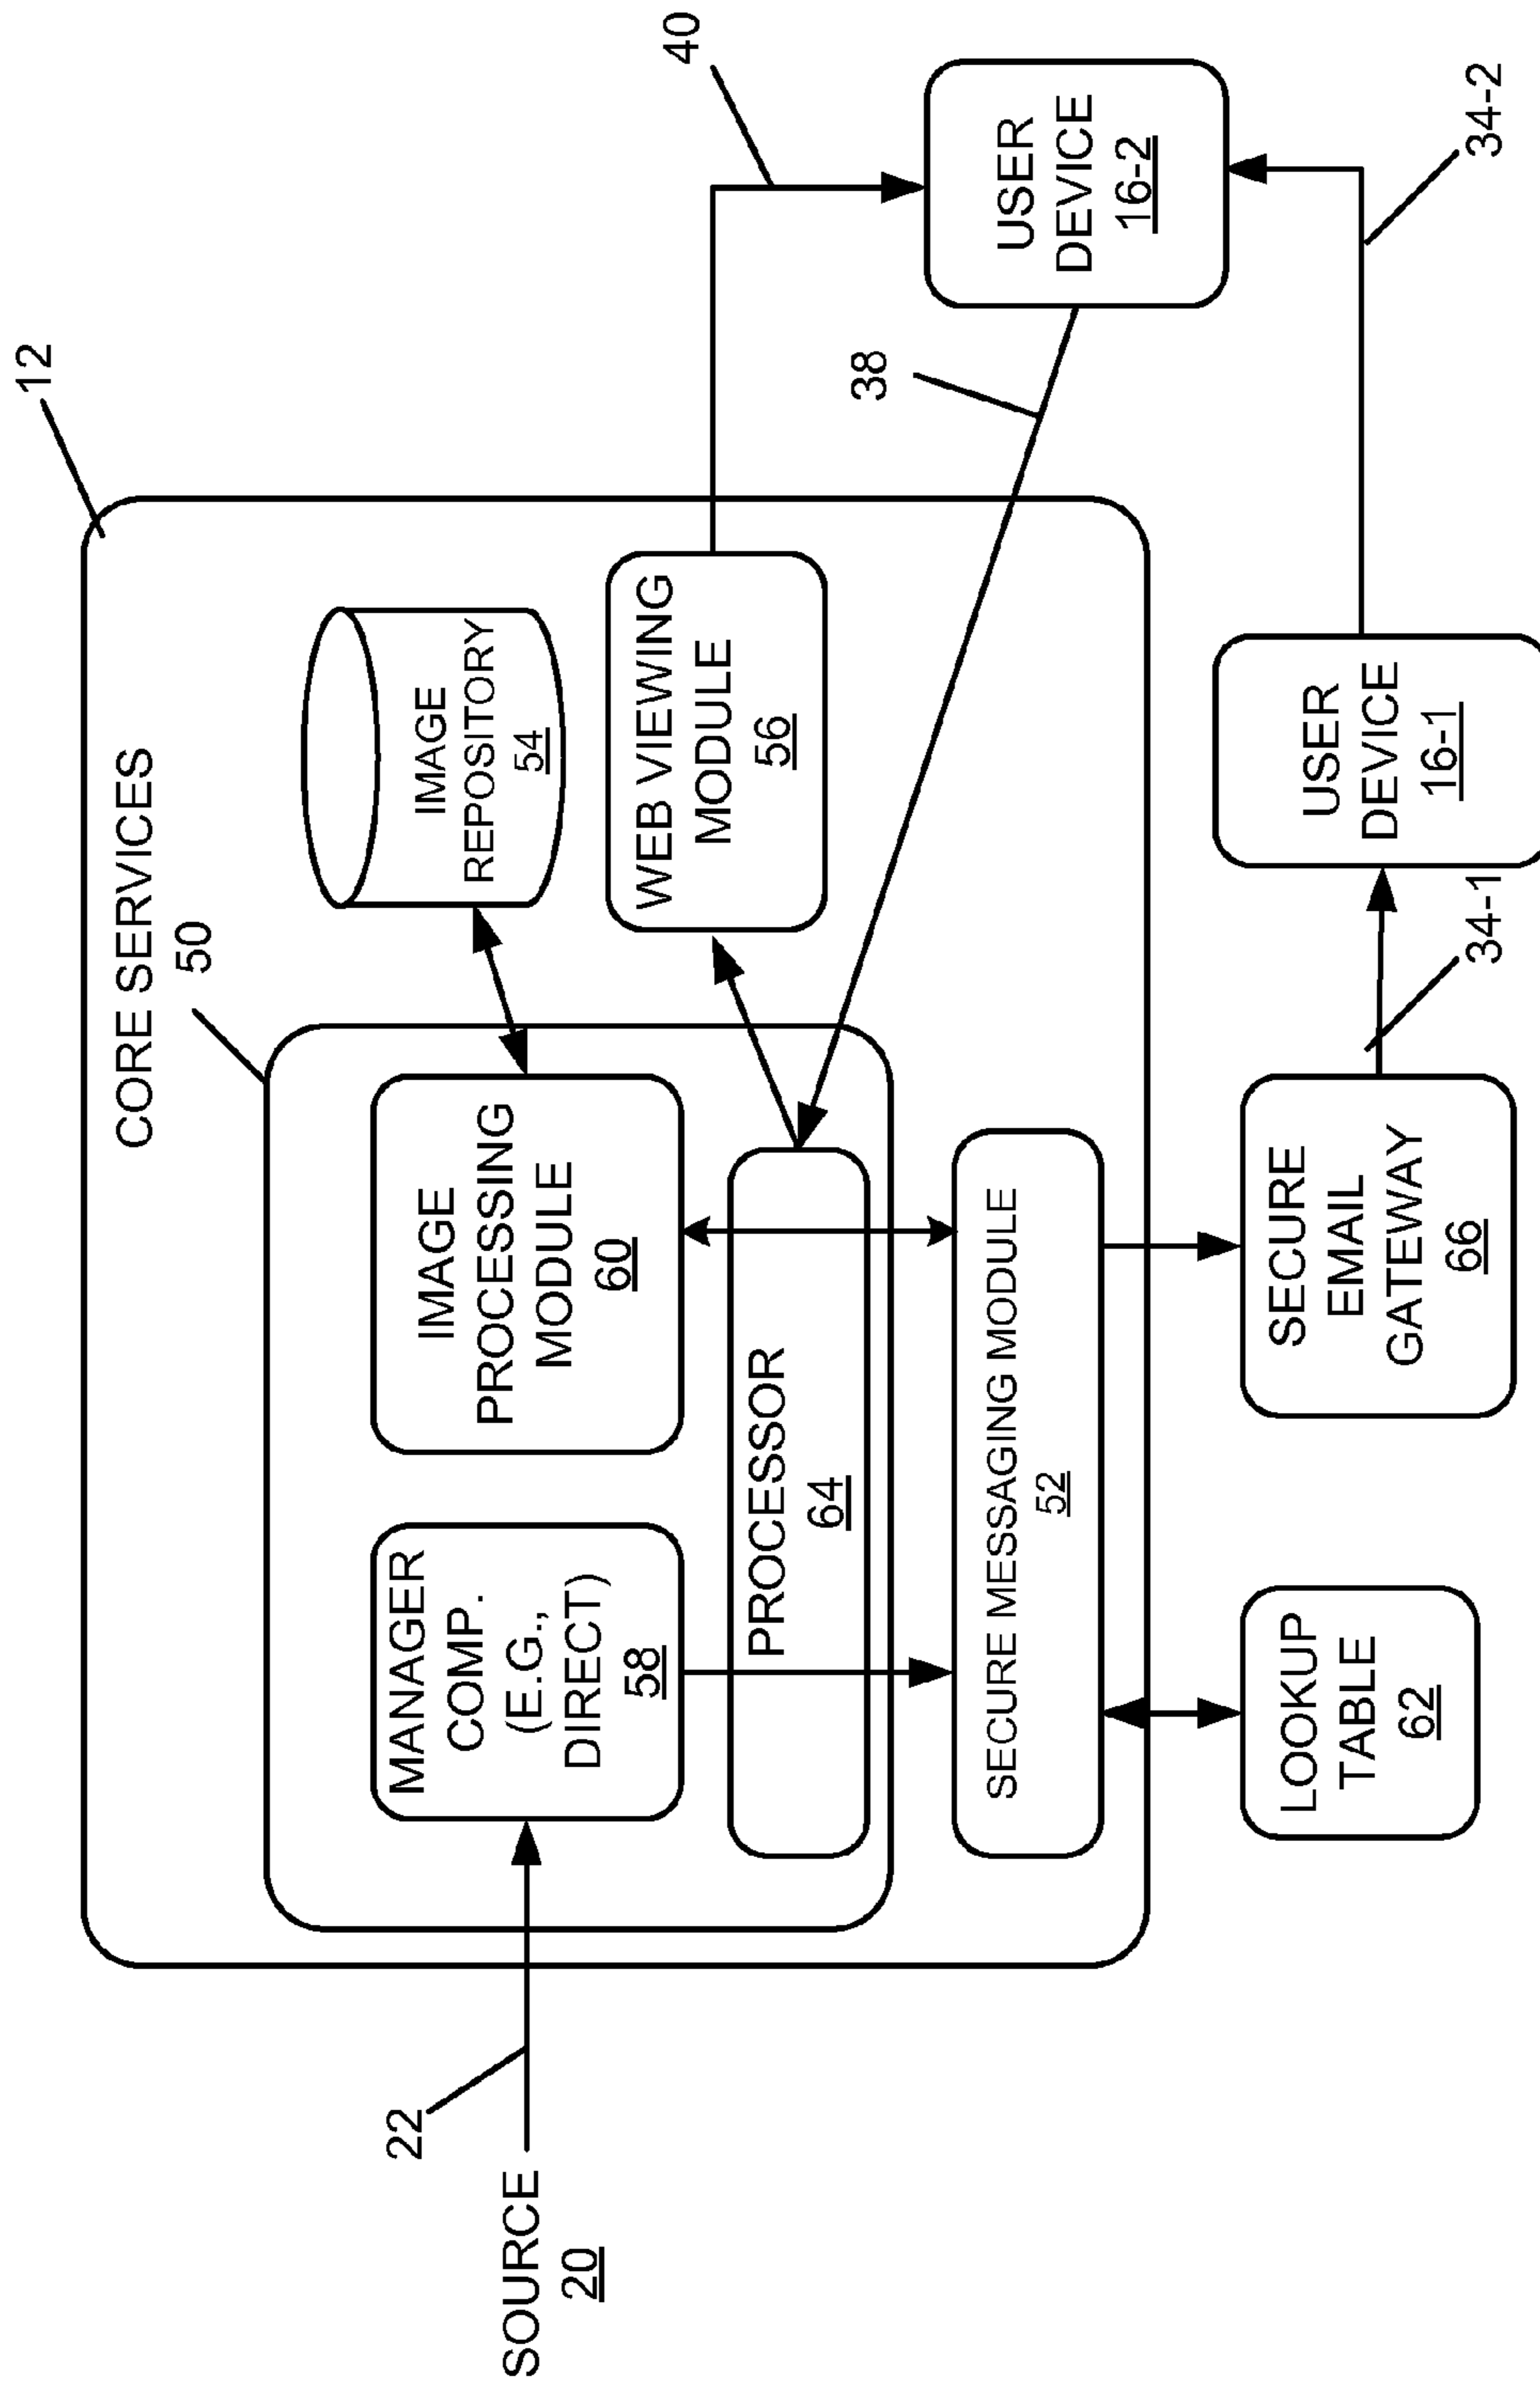 12
CORE SERVICES
50
IMAGE
REPOSITORY
54
MANAGER
COMP.
(E.G.,
DIRECT)
58
IMAGE
PROCESSING
MODULE
60
WEB VIEWING
MODULE
56
40
22
SOURCE
20
PROCESSOR
64
38
USER
DEVICE
16-2
SECURE MESSAGING MODULE
52
LOOKUP
TABLE
62
SECURE
EMAIL
GATEWAY
66
34-1
USER
DEVICE
16-1
34-2